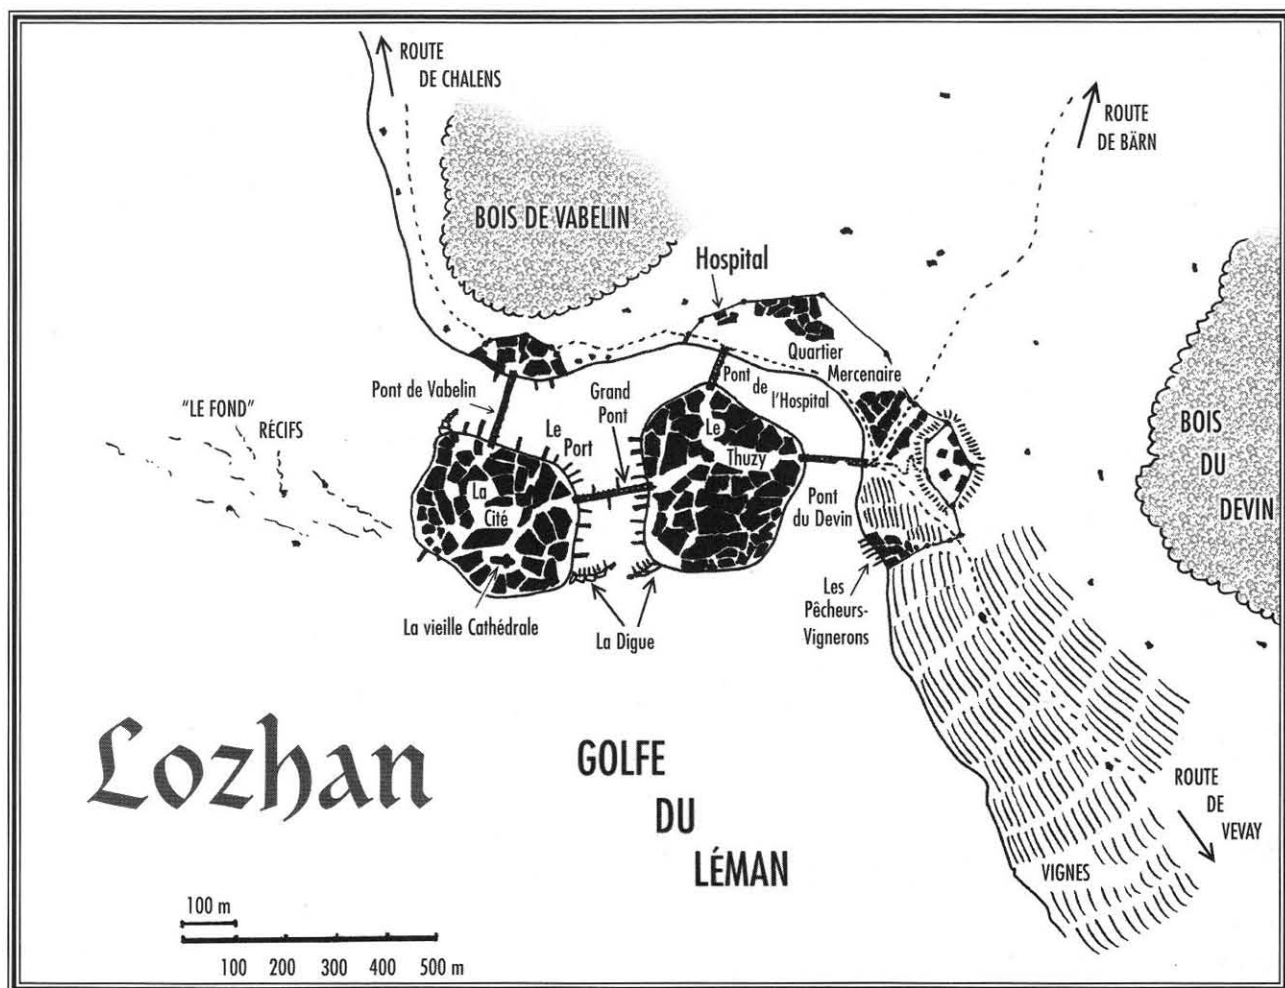 ROUTE
DE CHALENS
ROUTE
DE BÄRN
BOIS DE VABELIN
Hospital
Quartier
Mercenaire
Pont de Vabelin
Grand
Pont
Pont
de
l'Hospital
"LE FOND"
RÉCIFS
Le
Port
Le
Thuzy
BOIS
DU
DEVIN
La
Cité
Pont
du Devin
La vieille Cathédrale
La Digue
Les
Pêcheurs-
Vignerons
Lozhan
GOLFE
DU
LÉMAN
ROUTE
DE
VEVAY
VIGNES
100 m
100 200 300 400 500 m